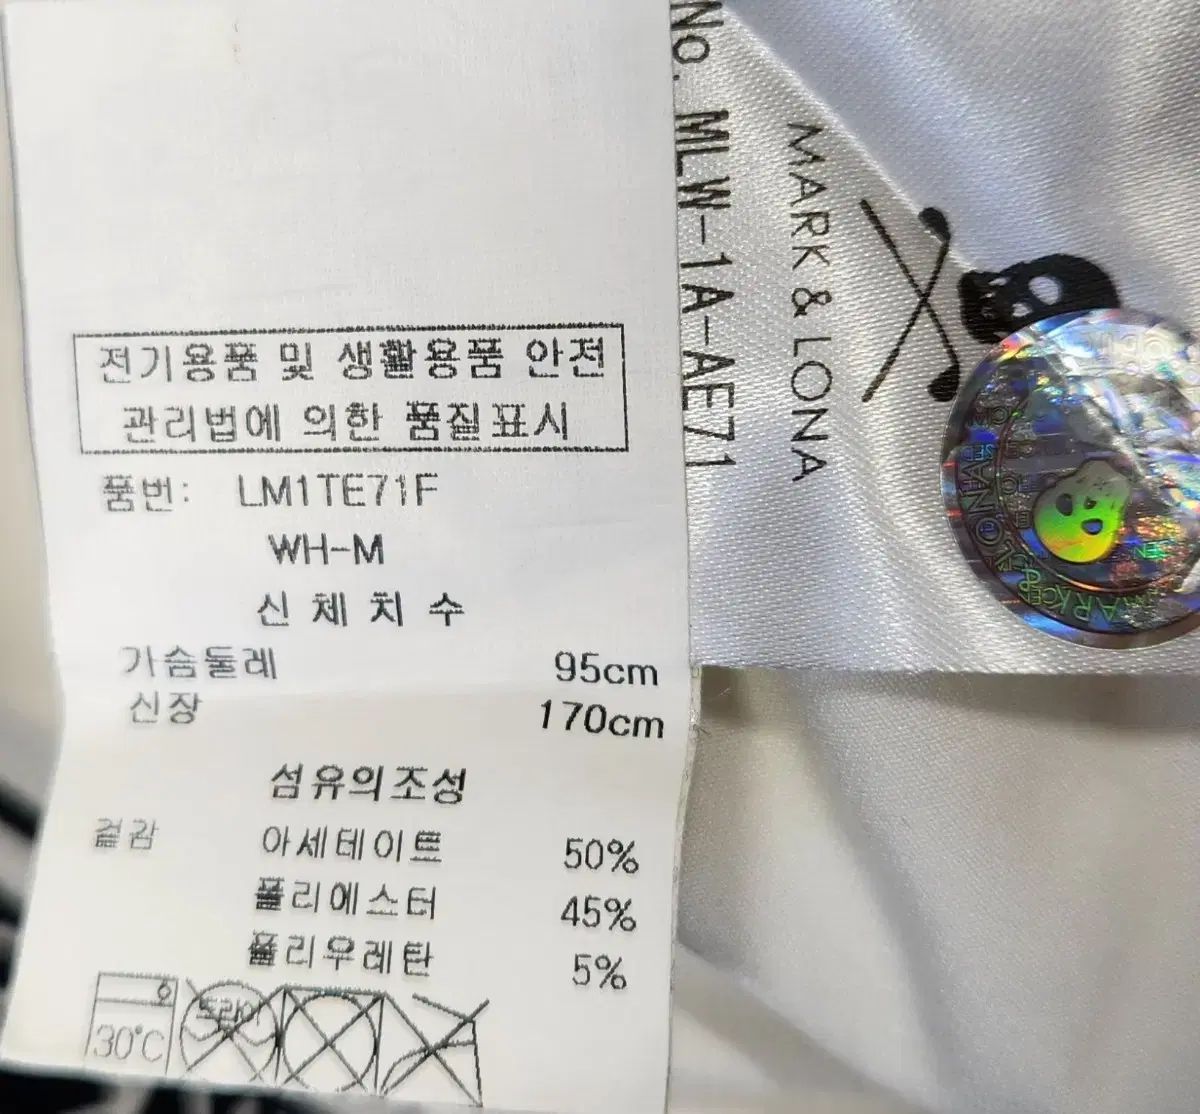 전기용품 및 생활용품 안전
관리법에 의한 품질표시
품번: LM1TE71F
WH-M
신체치수
가슴둘레 95cm
신장 170cm
섬유의조성
겉감 아세테이트 50%
폴리에스터 45%
폴리우레탄 5%
30℃
드라이
No. MLW-1A-AE71
MARK & LONA